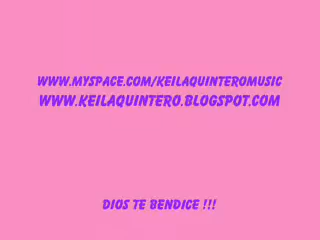 WWW.MYSPACE.COM/KEILAQUINTEROMUSIC
WWW.KEILAQUINTERO.BLOGSPOT.COM
DIOS TE BENDICE !!!